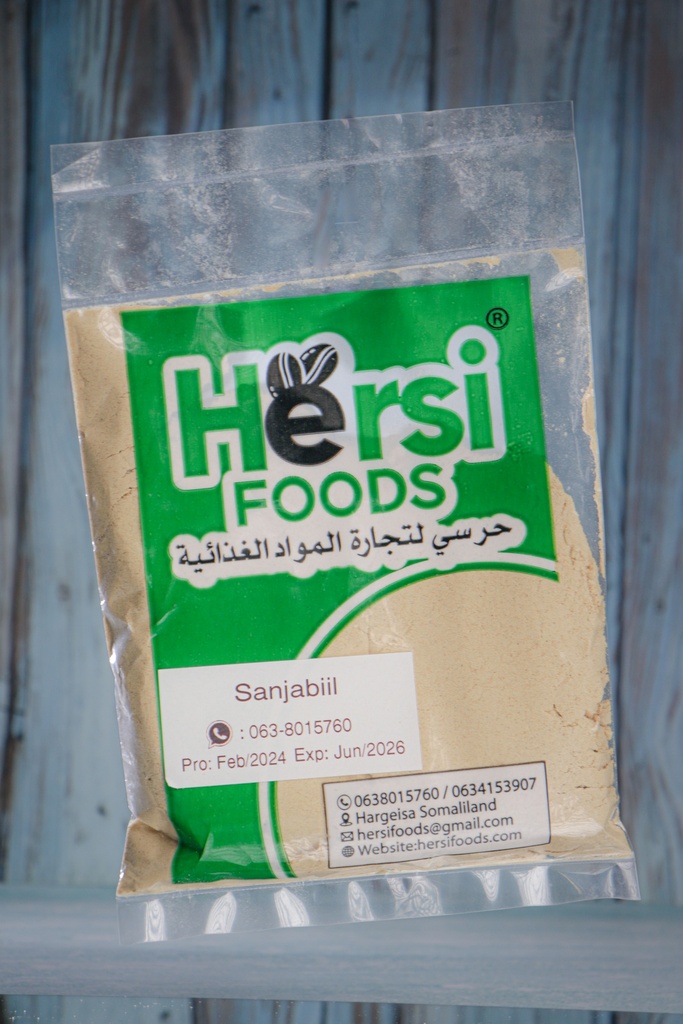 ®
Hersi
FOODS
حرسي لتجارة المواد الغذائية
Sanjabiil
: 063-8015760
Pro: Feb/2024 Exp: Jun/2026
0638015760 / 0634153907
Hargeisa Somaliland
hersifoods@gmail.com
Website:hersifoods.com